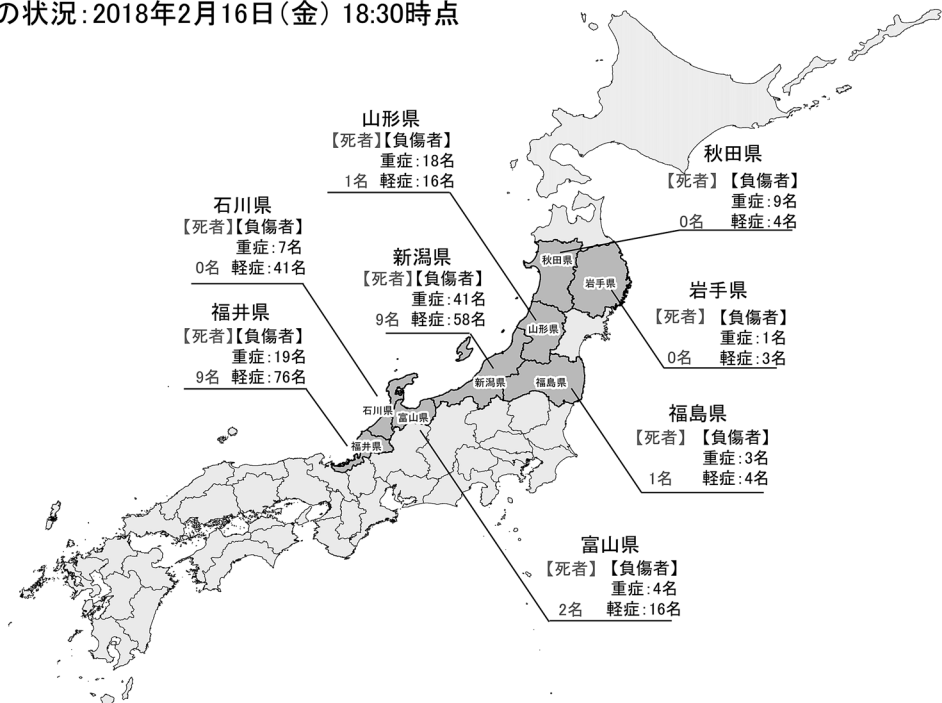 の状況:2018年2月16日(金) 18:30時点
山形県
【死者】【負傷者】
重症:18名
1名 軽症:16名
秋田県
【死者】 【負傷者】
重症:9名
0名 軽症:4名
石川県
【死者】【負傷者】
重症:7名
0名 軽症:41名
新潟県
【死者】【負傷者】
重症:41名
9名 軽症:58名
福井県
【死者】【負傷者】
重症:19名
9名 軽症:76名
岩手県
【死者】 【負傷者】
重症:1名
0名 軽症:3名
福島県
【死者】 【負傷者】
重症:3名
1名 軽症:4名
富山県
【死者】 【負傷者】
重症:4名
2名 軽症:16名
秋田県
岩手県
山形県
新潟県
福島県
石川県
富山県
福井県